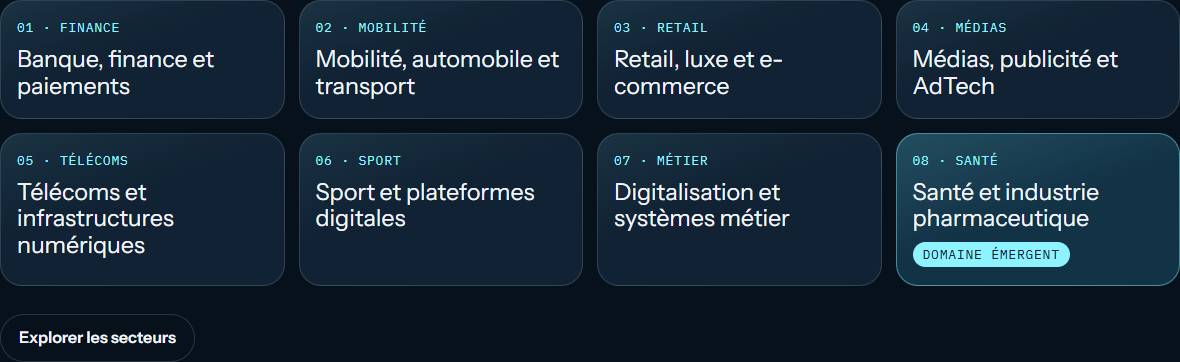 01 · FINANCE
Banque, finance et
paiements
02 · MOBILITÉ
Mobilité, automobile et
transport
03 · RETAIL
Retail, luxe et e-
commerce
04 · MÉDIAS
Médias, publicité et
AdTech
05 · TÉLÉCOMS
Télécoms et
infrastructures
numériques
06 · SPORT
Sport et plateformes
digitales
07 · MÉTIER
Digitalisation et
systèmes métier
08 · SANTÉ
Santé et industrie
pharmaceutique
DOMAINE ÉMERGENT
Explorer les secteurs